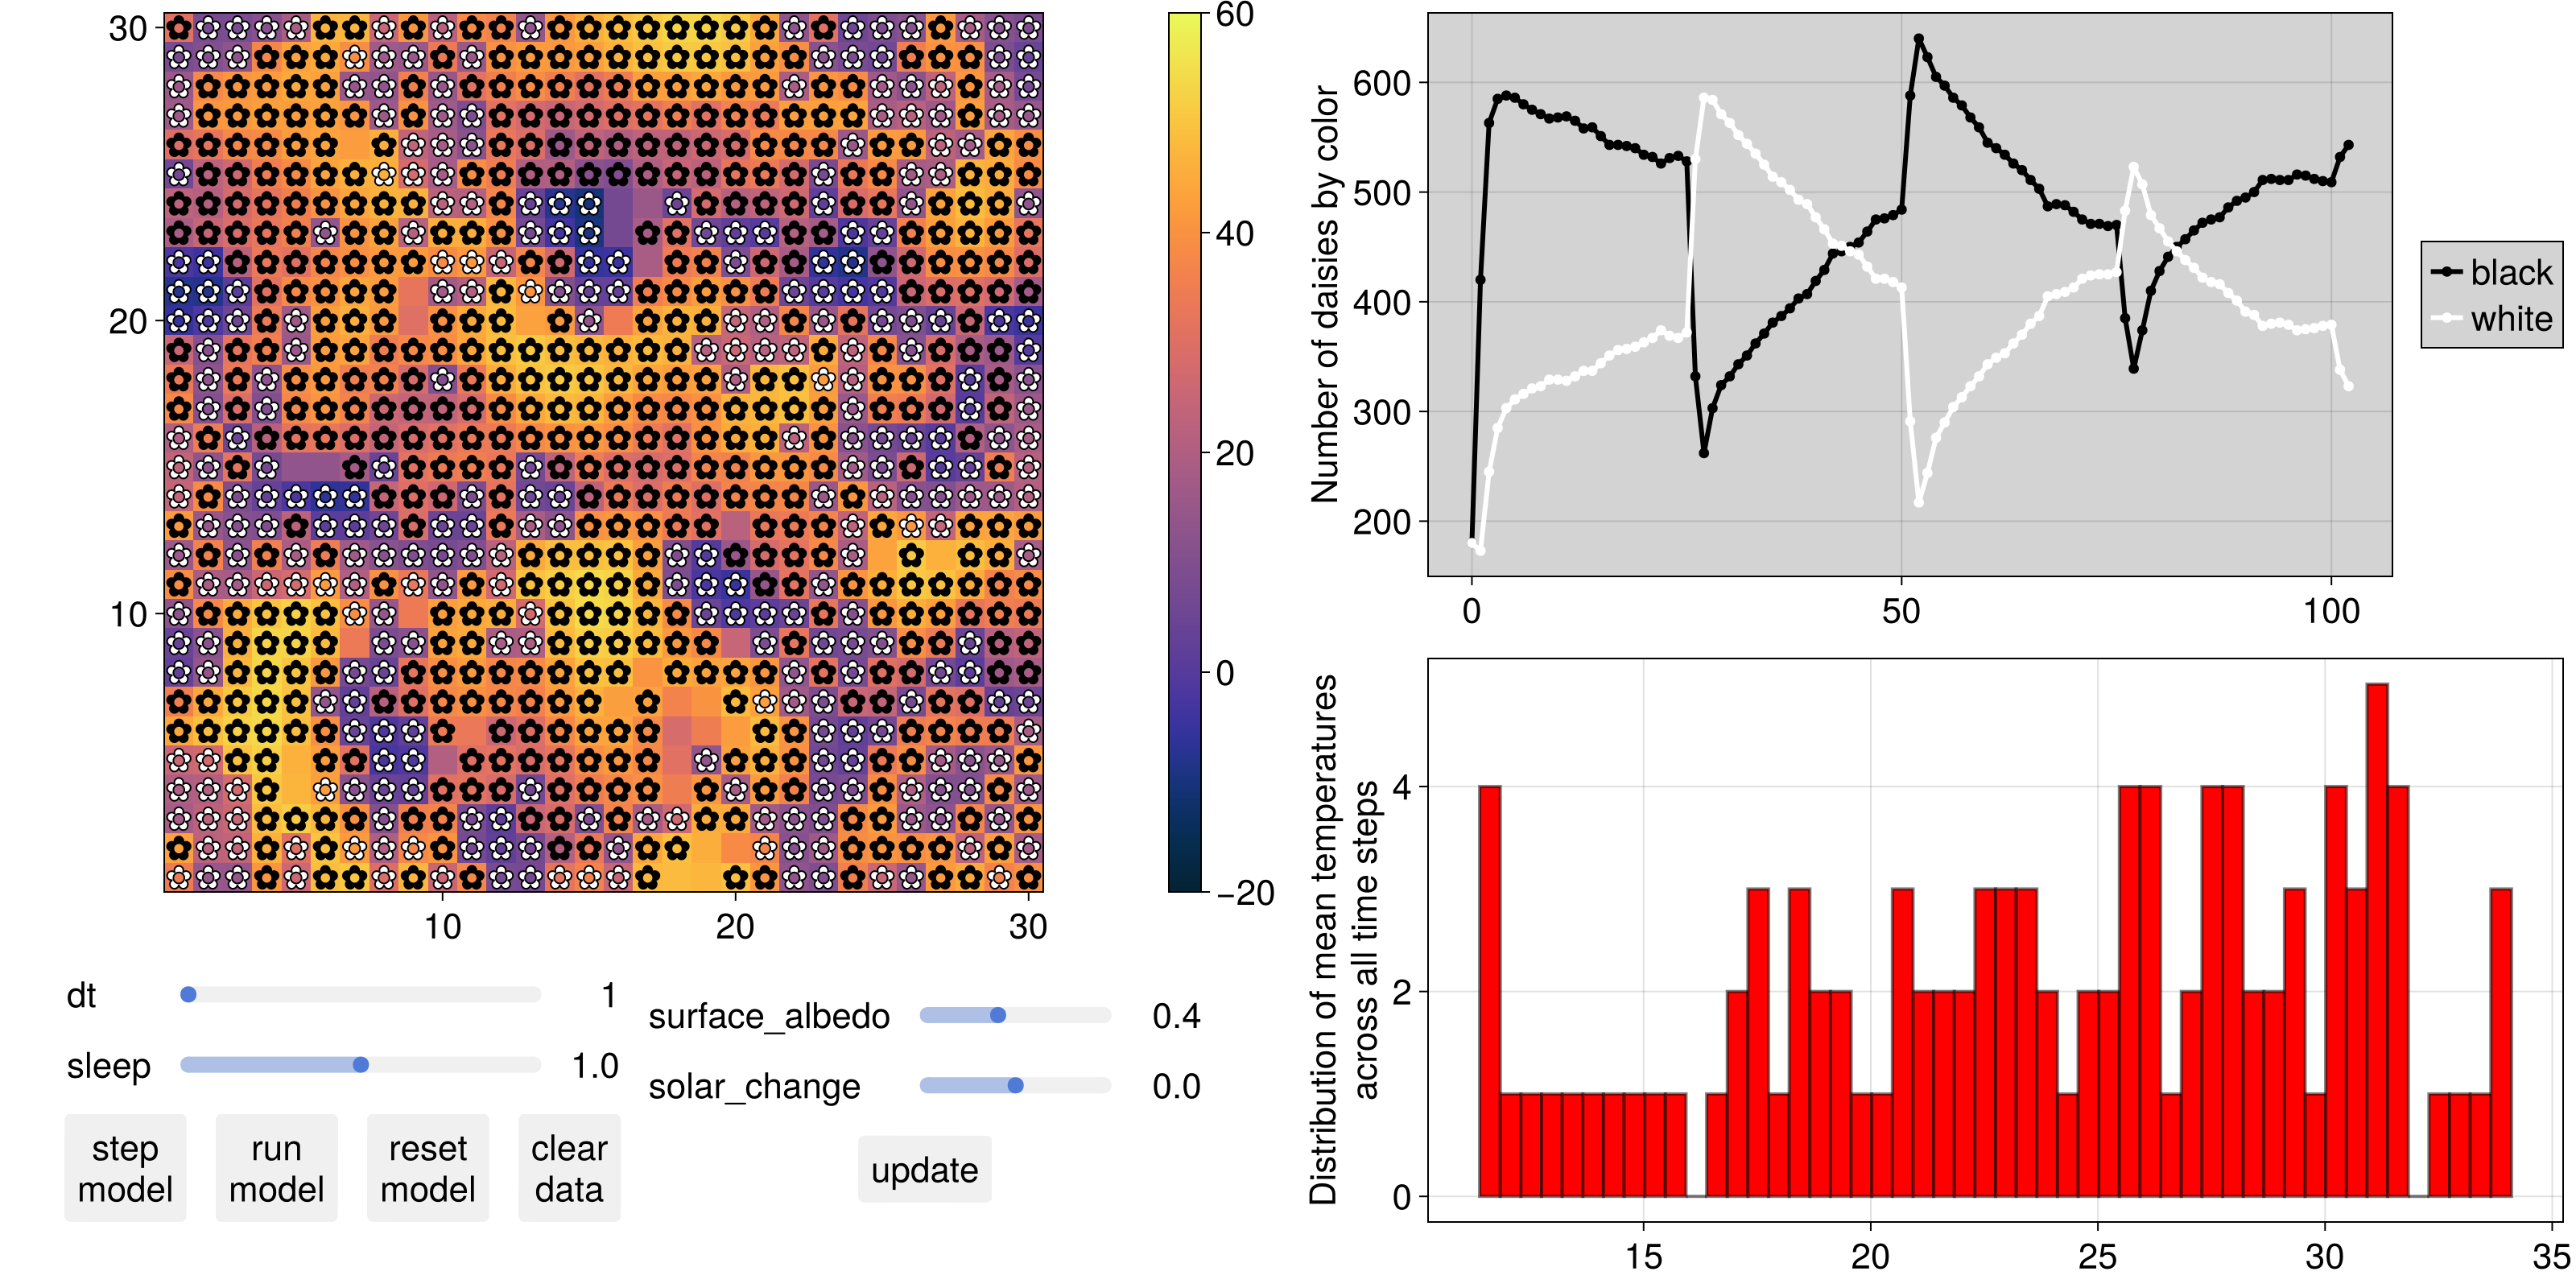 30
20
10
10
20
30
60
40
20
0
−20
Number of daisies by color
600
500
400
300
200
0
50
100
black
white
Distribution of mean temperatures
across all time steps
4
2
0
15
20
25
30
35
dt
1
sleep
1.0
surface_albedo
0.4
solar_change
0.0
step
model
run
model
reset
model
clear
data
update